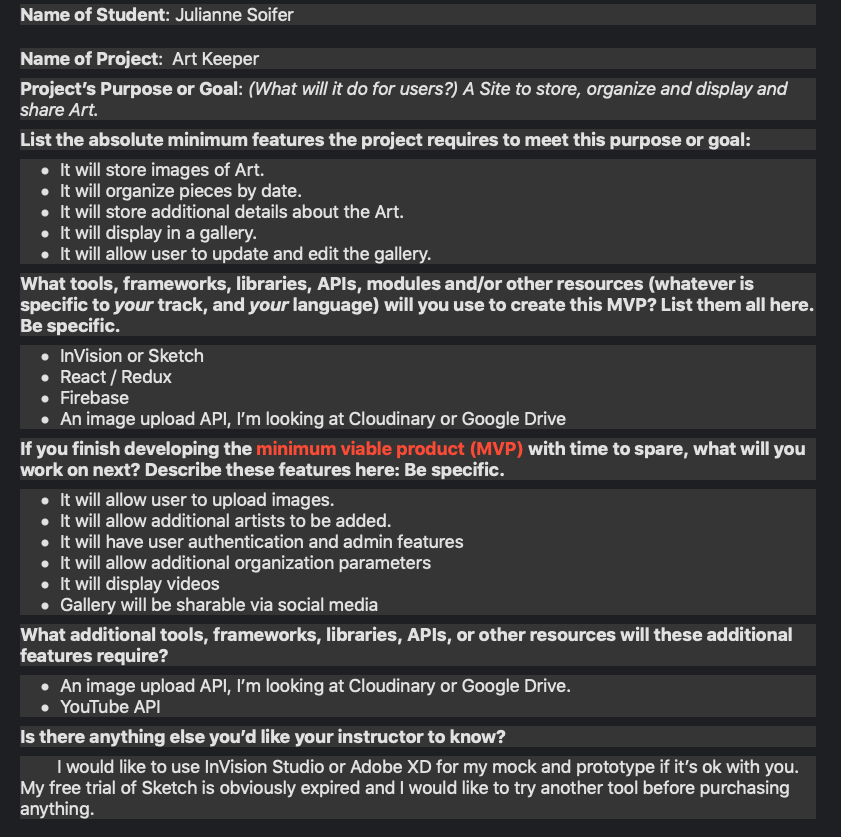 Name of Student: Julianne Soifer
Name of Project:  Art Keeper
Project's Purpose or Goal: (What will it do for users?) A Site to store, organize and display and
share Art.
List the absolute minimum features the project requires to meet this purpose or goal:
• It will store images of Art.
• It will organize pieces by date.
• It will store additional details about the Art.
• It will display in a gallery.
• It will allow user to update and edit the gallery.
What tools, frameworks, libraries, APIs, modules and/or other resources (whatever is
specific to your track, and your language) will you use to create this MVP? List them all here.
Be specific.
• InVision or Sketch
• React / Redux
• Firebase
• An image upload API, I'm looking at Cloudinary or Google Drive
If you finish developing the minimum viable product (MVP) with time to spare, what will you
work on next? Describe these features here: Be specific.
• It will allow user to upload images.
• It will allow additional artists to be added.
• It will have user authentication and admin features
• It will allow additional organization parameters
• It will display videos
• Gallery will be sharable via social media
What additional tools, frameworks, libraries, APIs, or other resources will these additional
features require?
• An image upload API, I'm looking at Cloudinary or Google Drive.
• YouTube API
Is there anything else you'd like your instructor to know?
I would like to use InVision Studio or Adobe XD for my mock and prototype if it's ok with you.
My free trial of Sketch is obviously expired and I would like to try another tool before purchasing
anything.